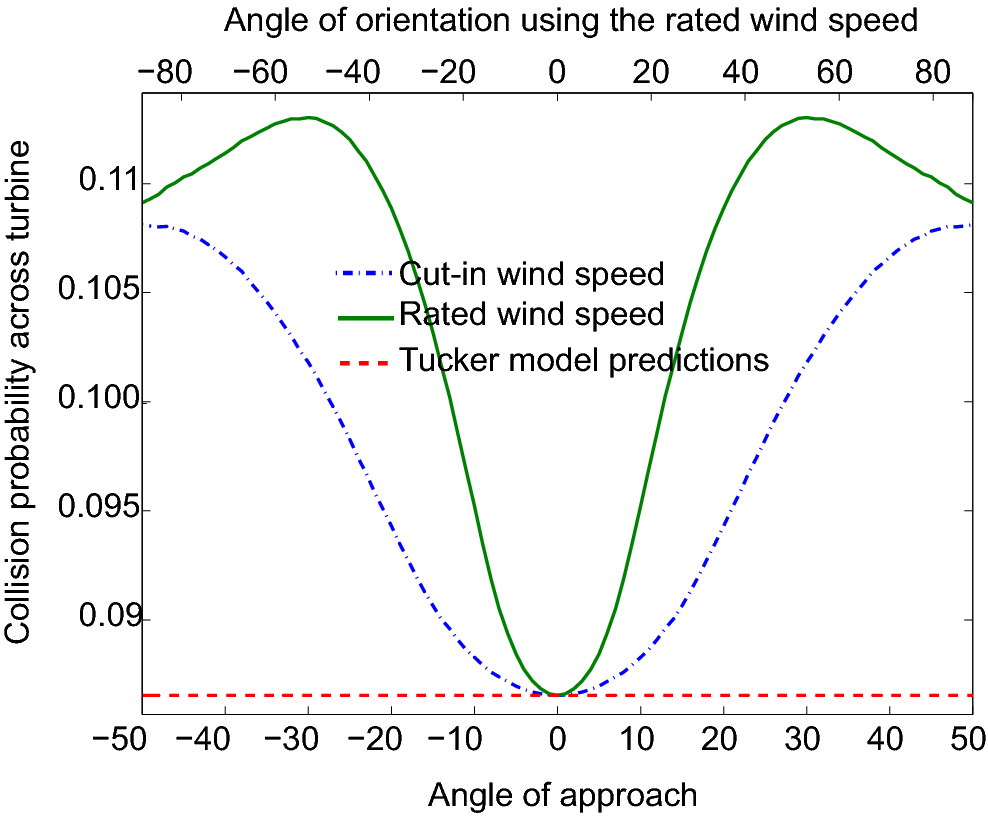 Angle of orientation using the rated wind speed
−80 −60 −40 −20 0 20 40 60 80
Collision probability across turbine
0.11
0.105
0.100
0.095
0.09
Cut-in wind speed
Rated wind speed
Tucker model predictions
−50 −40 −30 −20 −10 0 10 20 30 40 50
Angle of approach